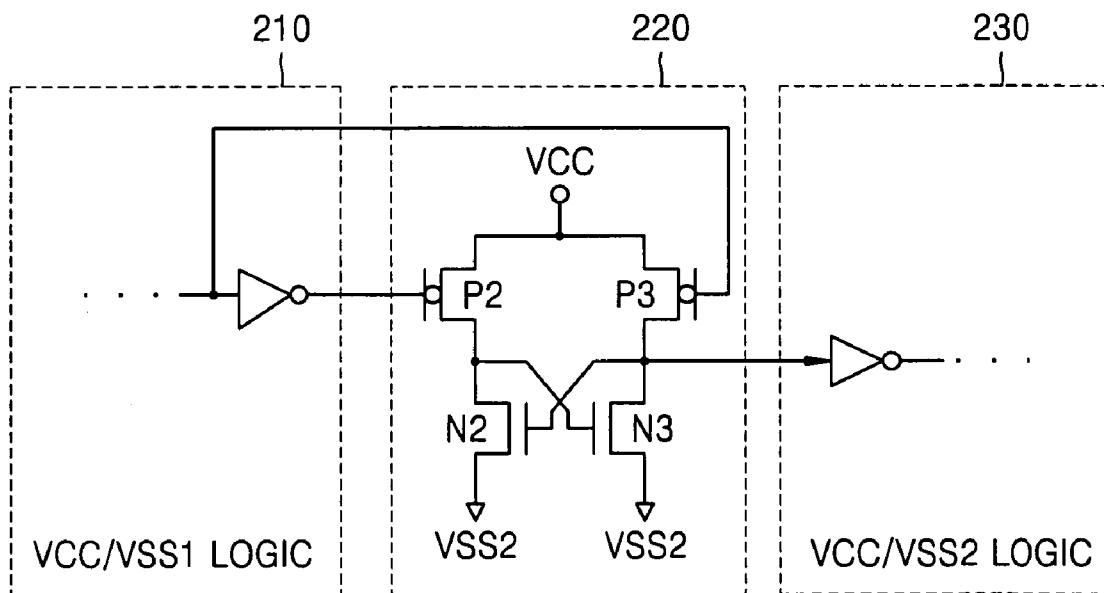 210
220
230
VCC
P2
P3
N2
N3
VSS2
VSS2
VCC/VSS1 LOGIC
VCC/VSS2 LOGIC